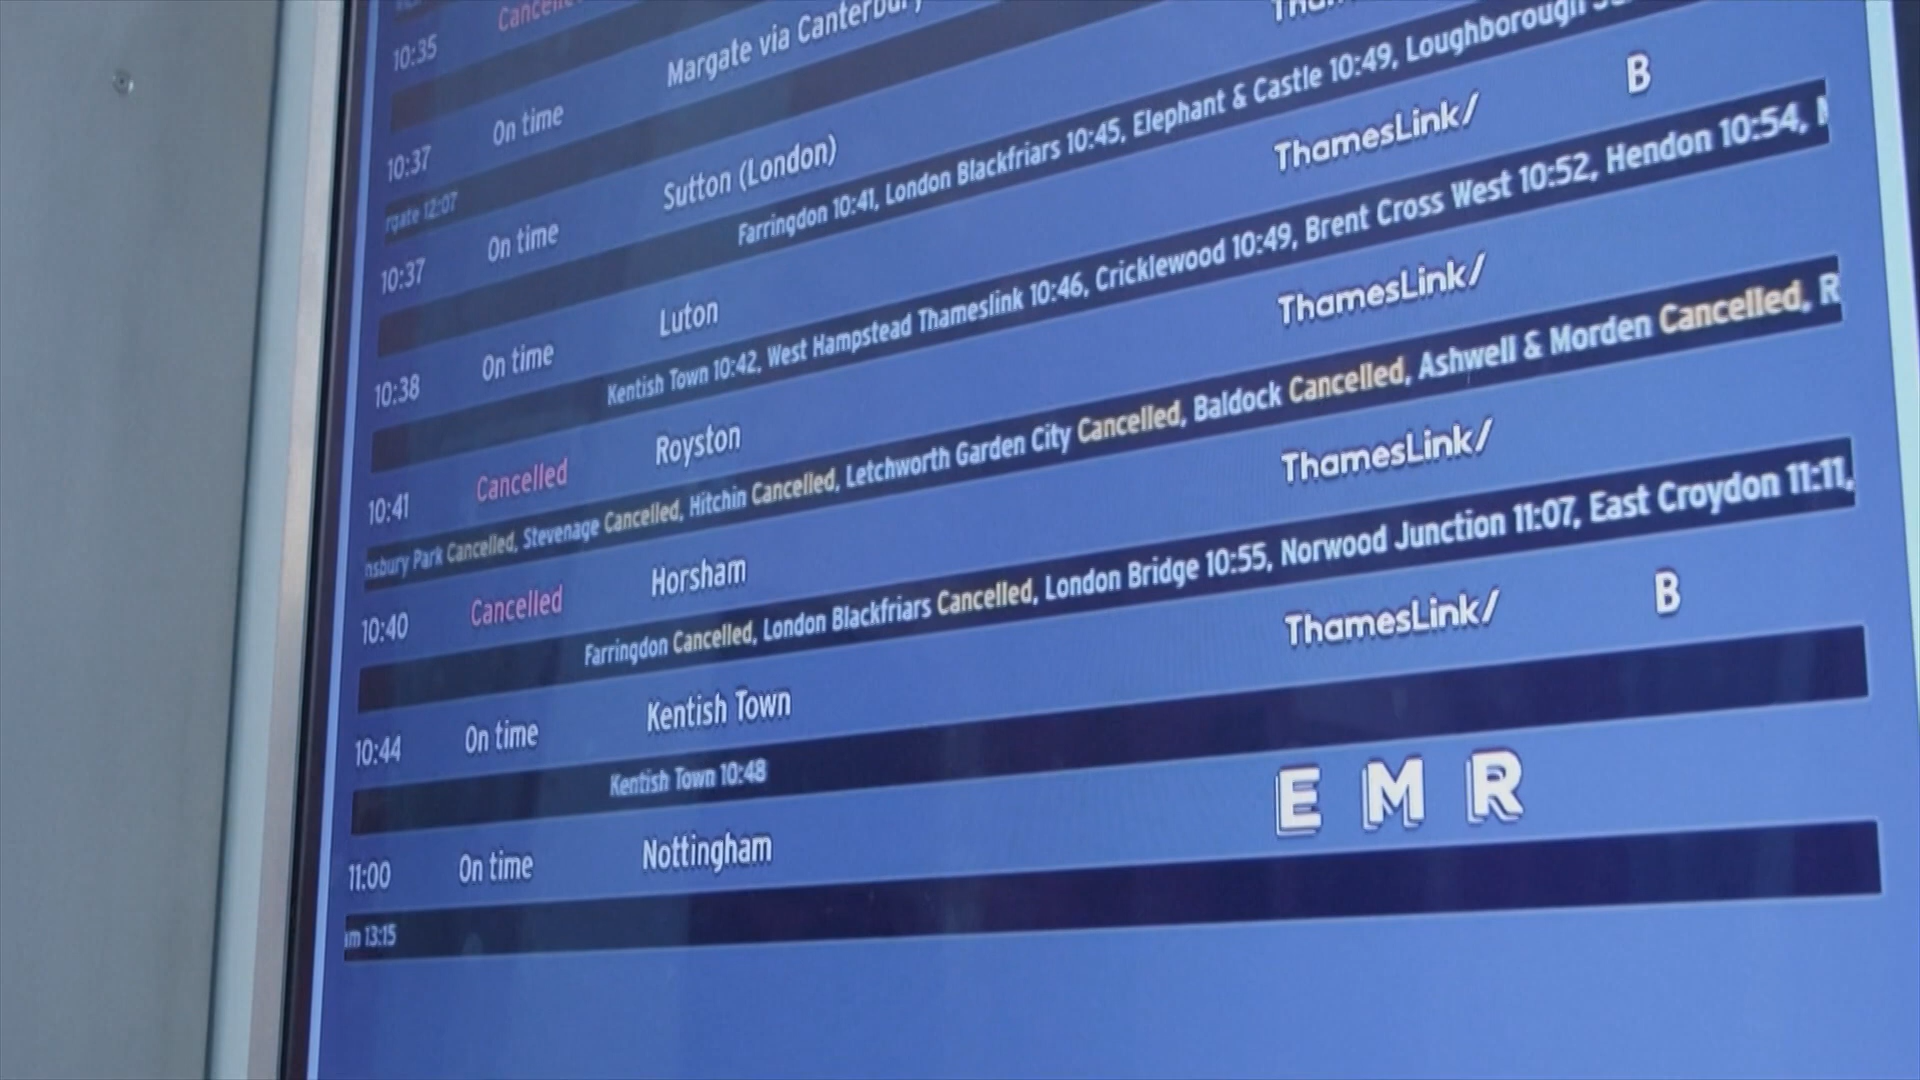 10:35 Cancelle
10:37 On time Margate via Canterbury
rgate 12:07
10:37 On time Sutton (London)
Farringdon 10:41, London Blackfriars 10:45, Elephant & Castle 10:49, Loughborough
10:38 On time Luton ThamesLink/ B
Kentish Town 10:42, West Hampstead Thameslink 10:46, Cricklewood 10:49, Brent Cross West 10:52, Hendon 10:54,
10:41 Cancelled Royston ThamesLink/
nsbury Park Cancelled, Stevenage Cancelled, Hitchin Cancelled, Letchworth Garden City Cancelled, Baldock Cancelled, Ashwell & Morden Cancelled, R
10:40 Cancelled Horsham ThamesLink/
Farringdon Cancelled, London Blackfriars Cancelled, London Bridge 10:55, Norwood Junction 11:07, East Croydon 11:11,
10:44 On time Kentish Town ThamesLink/ B
Kentish Town 10:48
11:00 On time Nottingham EMR
m 13:15